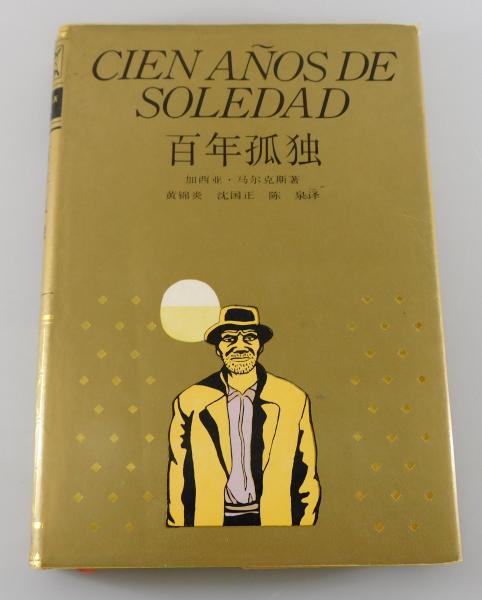 CIEN AÑOS DE
SOLEDAD
百年孤独
加西亚·马尔克斯著
黄锦炎 沈国正 陈 泉译